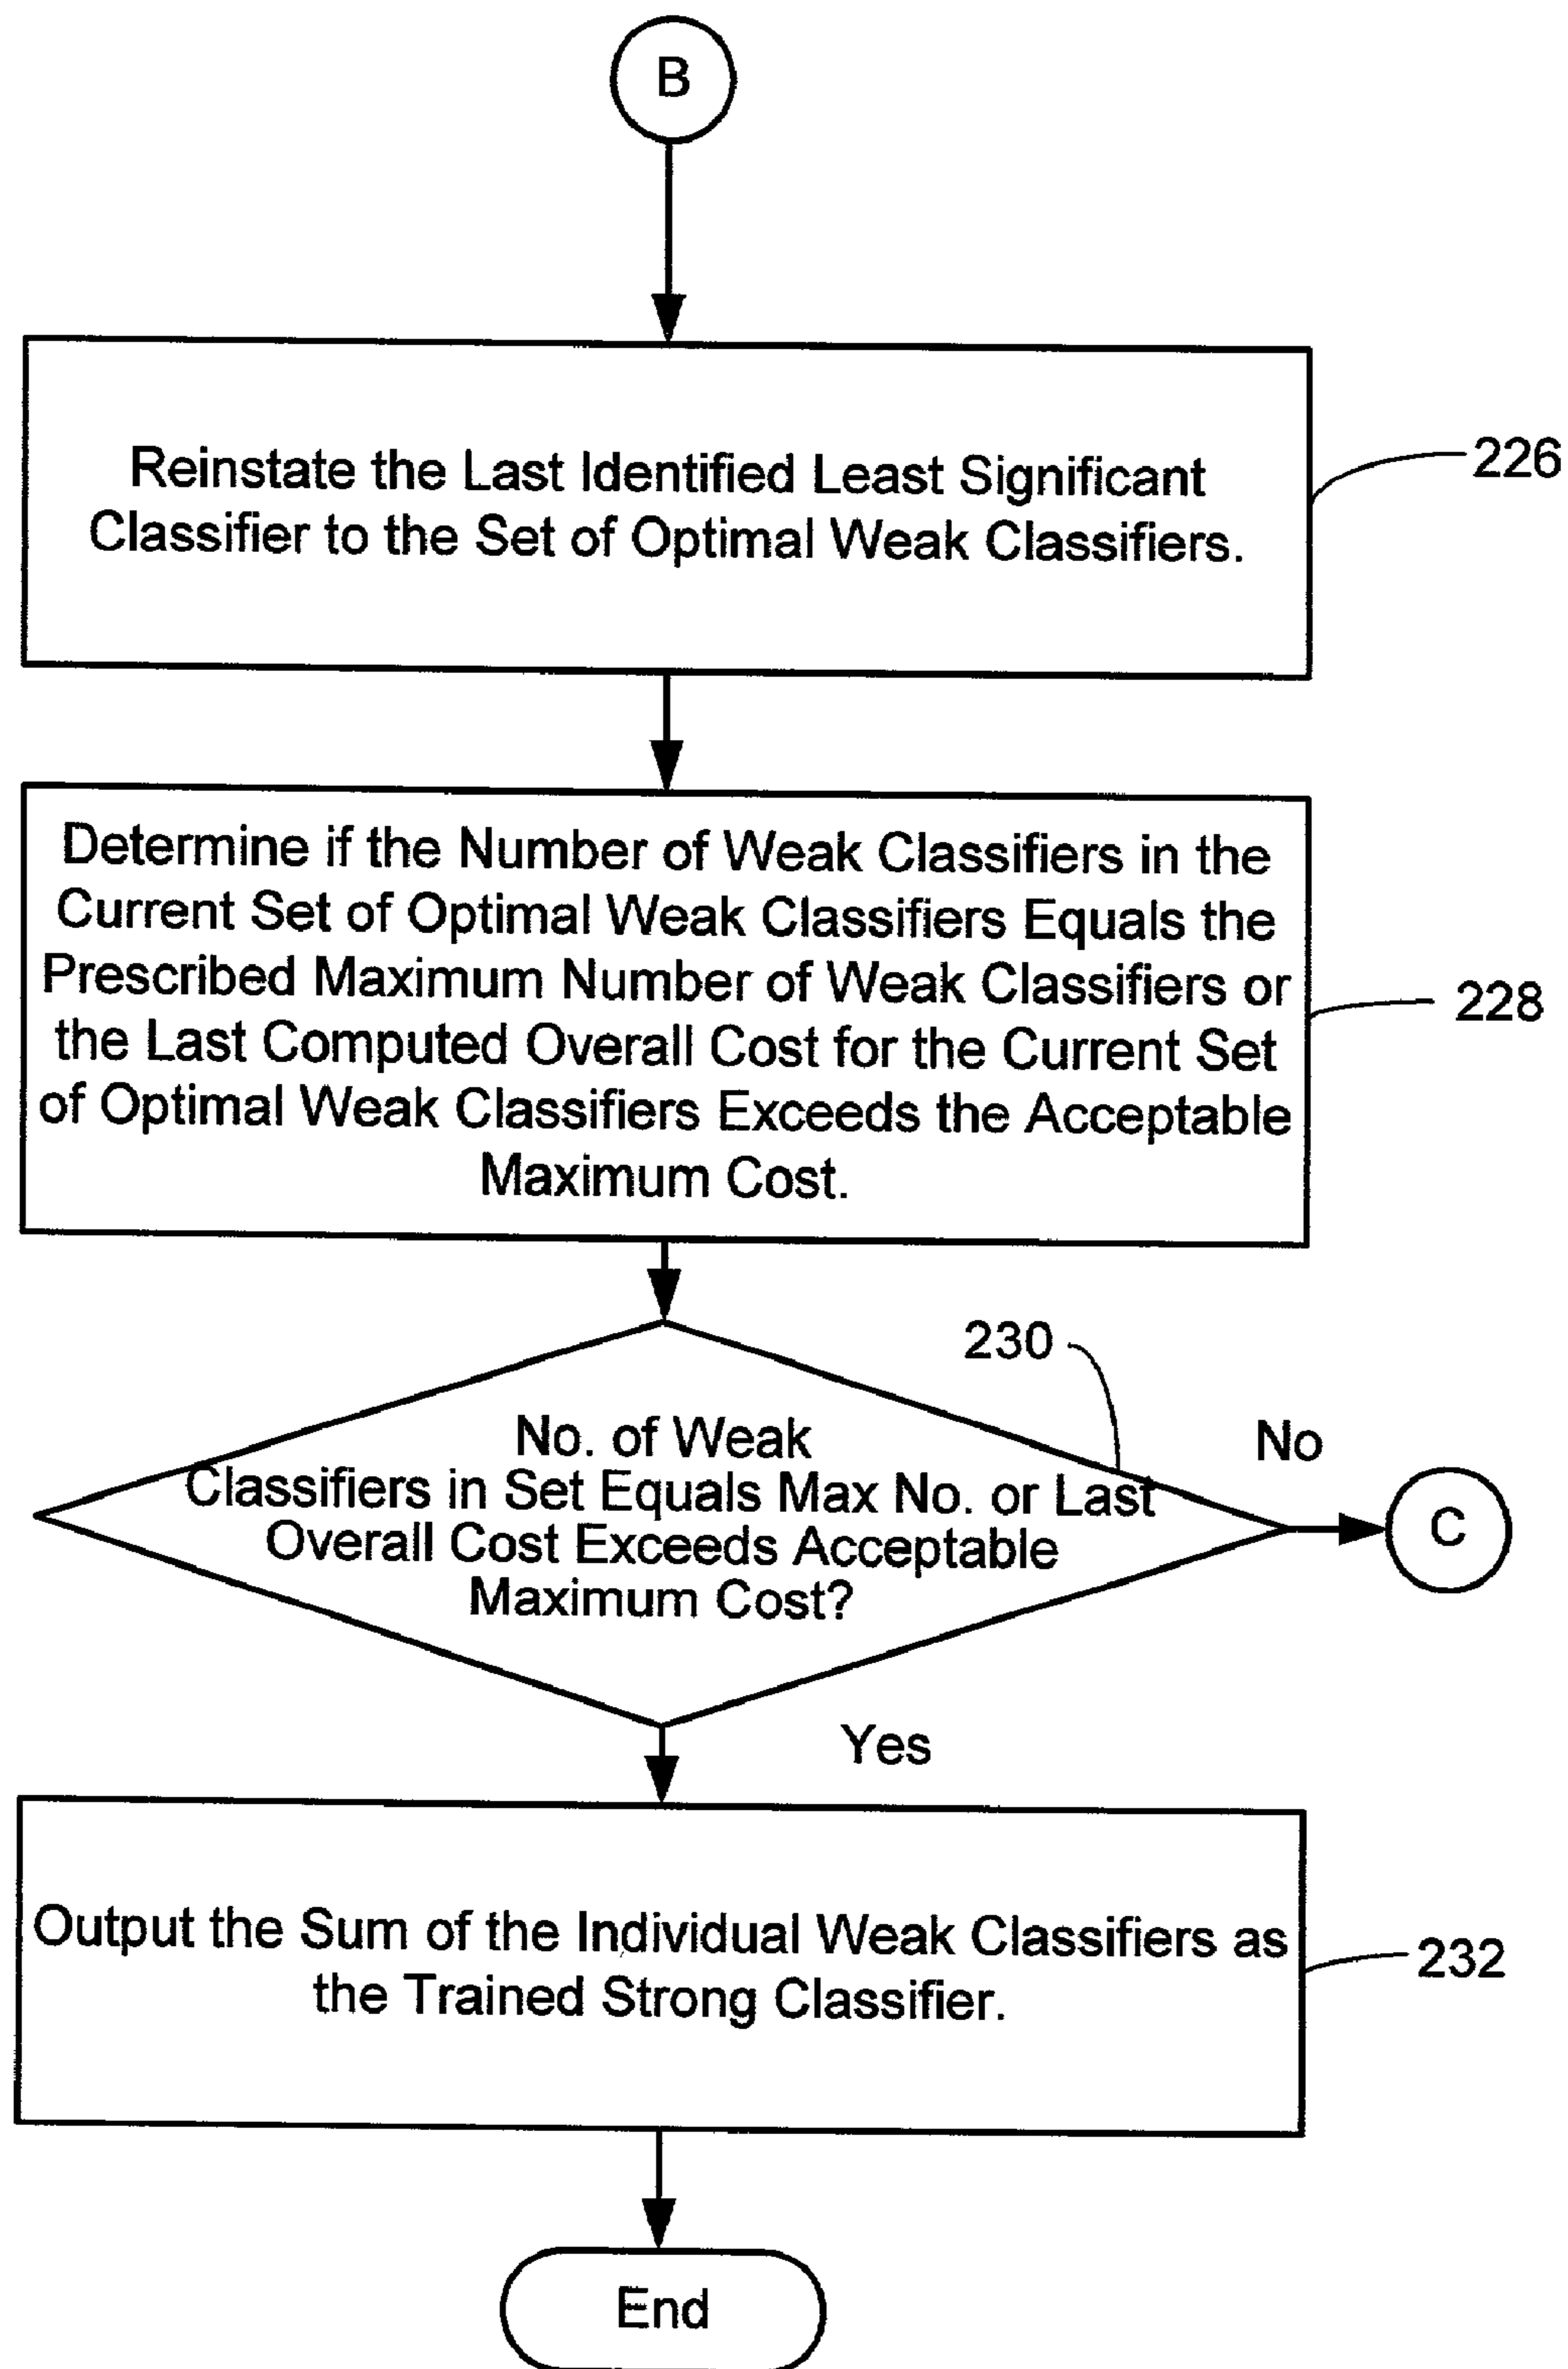 B
Reinstate the Last Identified Least Significant
Classifier to the Set of Optimal Weak Classifiers.
226
Determine if the Number of Weak Classifiers in the
Current Set of Optimal Weak Classifiers Equals the
Prescribed Maximum Number of Weak Classifiers or
the Last Computed Overall Cost for the Current Set
of Optimal Weak Classifiers Exceeds the Acceptable
Maximum Cost.
228
230
No. of Weak
Classifiers in Set Equals Max No. or Last
Overall Cost Exceeds Acceptable
Maximum Cost?
No
C
Yes
Output the Sum of the Individual Weak Classifiers as
the Trained Strong Classifier.
232
End